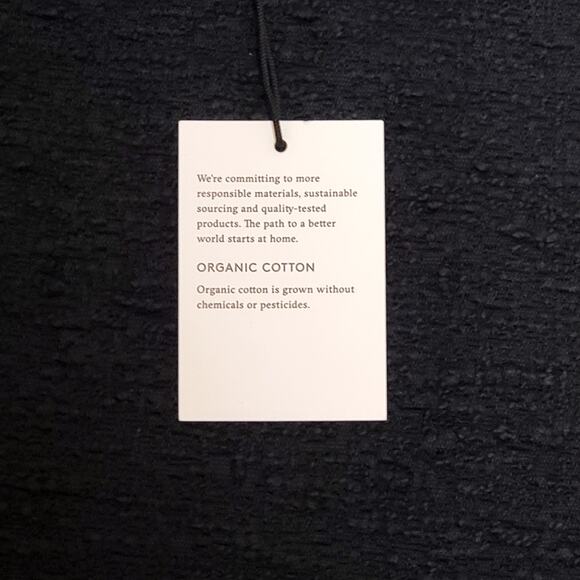 We're committing to more
responsible materials, sustainable
sourcing and quality-tested
products. The path to a better
world starts at home.
ORGANIC COTTON
Organic cotton is grown without
chemicals or pesticides.